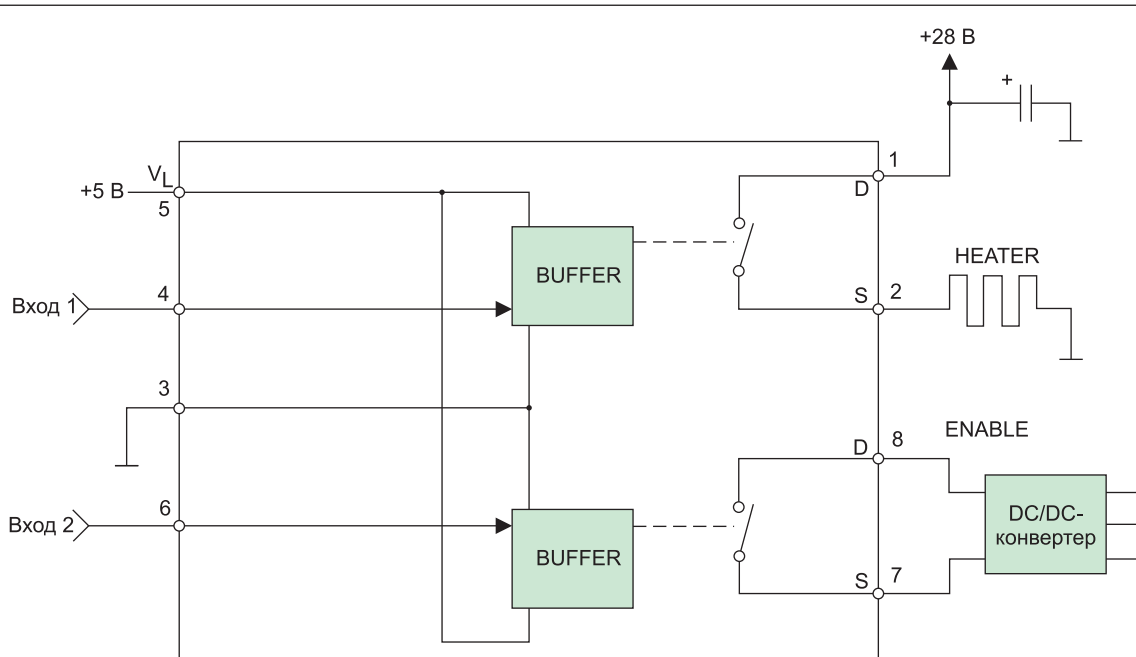 +28 В
+
1
V_L
+5 В
5
D
BUFFER
HEATER
4
S
2
Вход 1
3
D
8
ENABLE
6
Вход 2
BUFFER
DC/DC-
конвертер
S
7